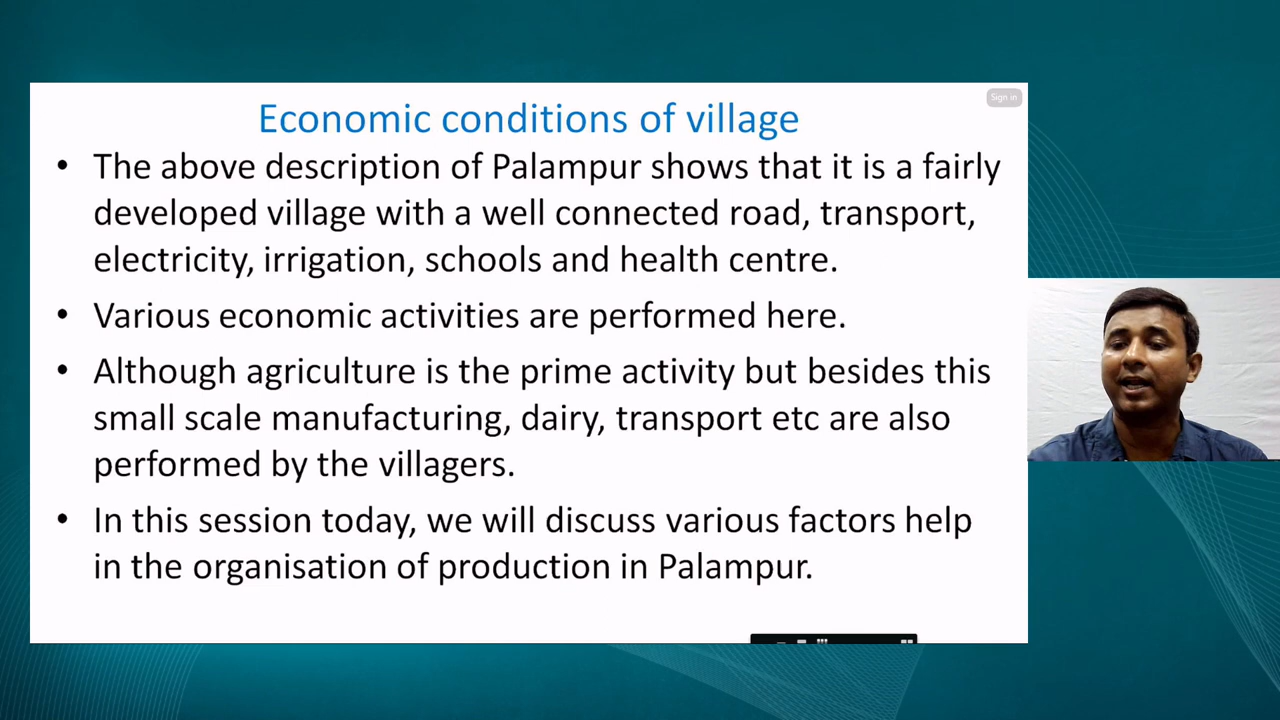 Economic conditions of village
Sign in
• The above description of Palampur shows that it is a fairly
developed village with a well connected road, transport,
electricity, irrigation, schools and health centre.
• Various economic activities are performed here.
• Although agriculture is the prime activity but besides this
small scale manufacturing, dairy, transport etc are also
performed by the villagers.
• In this session today, we will discuss various factors help
in the organisation of production in Palampur.